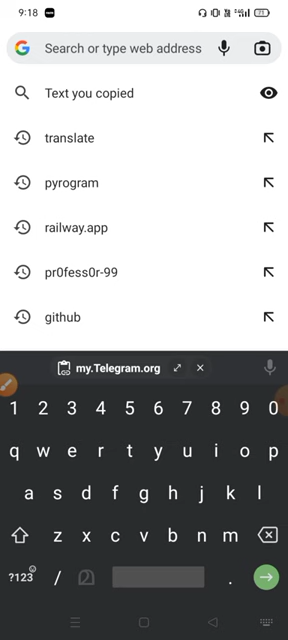 9:18
Search or type web address
Text you copied
translate
pyrogram
railway.app
pr0fess0r-99
github
my.Telegram.org
1 2 3 4 5 6 7 8 9 0
q w e r t y u i o p
a s d f g h j k l
z x c v b n m
?123 / .